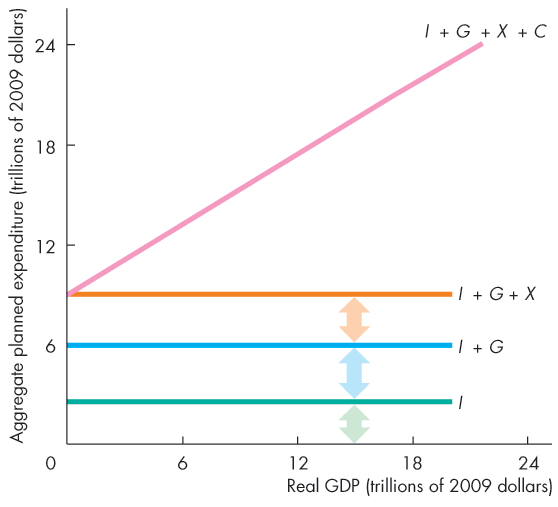 I + G + X + C
Aggregate planned expenditure (trillions of 2009 dollars)
24
18
12
I + G + X
6
I + G
I
0
6
12
18
24
Real GDP (trillions of 2009 dollars)